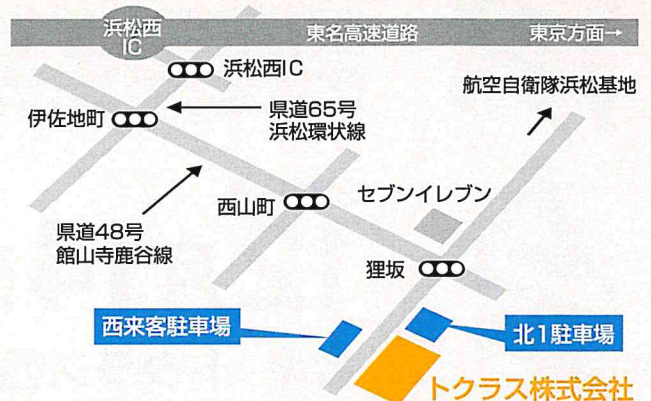 浜松西
IC
東名高速道路
東京方面→
浜松西IC
航空自衛隊浜松基地
伊佐地町
県道65号
浜松環状線
西山町
セブンイレブン
県道48号
館山寺鹿谷線
狸坂
西来客駐車場
北1駐車場
トクラス株式会社